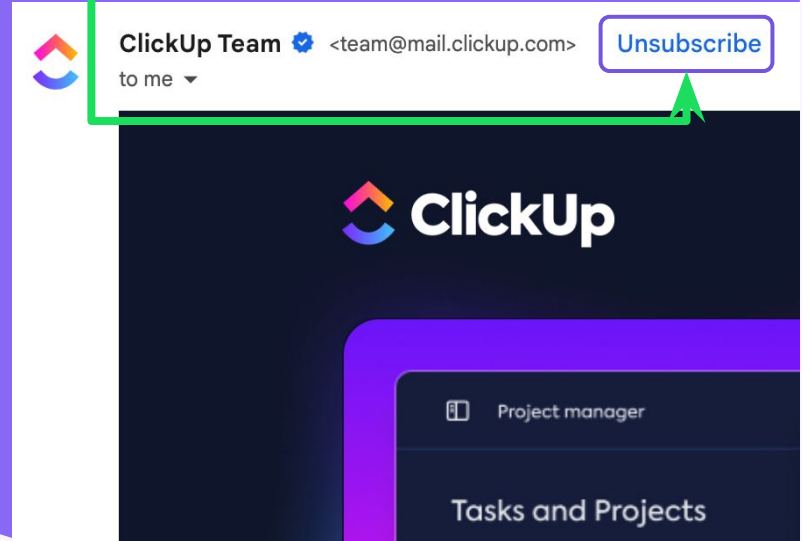 ClickUp Team <team@mail.clickup.com> Unsubscribe
to me
ClickUp
Project manager
Tasks and Projects